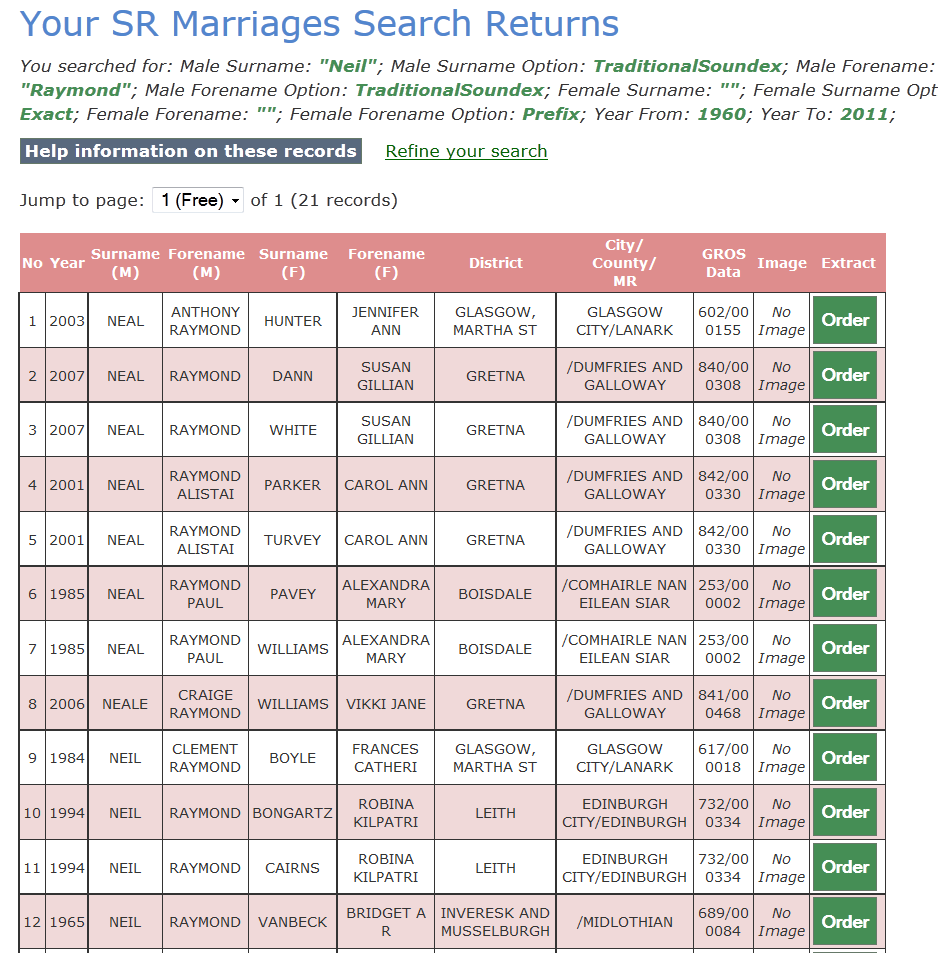 Your SR Marriages Search Returns
You searched for: Male Surname: "Neil"; Male Surname Option: TraditionalSoundex; Male Forename:
"Raymond"; Male Forename Option: TraditionalSoundex; Female Surname: ""; Female Surname Opt
Exact; Female Forename: ""; Female Forename Option: Prefix; Year From: 1960; Year To: 2011;
Help information on these records Refine your search
Jump to page: 1 (Free) of 1 (21 records)
No Year Surname (M) Forename (M) Surname (F) Forename (F) District City/ County/ MR GROS Data Image Extract
1 2003 NEAL ANTHONY RAYMOND HUNTER JENNIFER ANN GLASGOW, MARTHA ST GLASGOW CITY/LANARK 602/00 0155 No Image Order
2 2007 NEAL RAYMOND DANN SUSAN GILLIAN GRETNA /DUMFRIES AND GALLOWAY 840/00 0308 No Image Order
3 2007 NEAL RAYMOND WHITE SUSAN GILLIAN GRETNA /DUMFRIES AND GALLOWAY 840/00 0308 No Image Order
4 2001 NEAL RAYMOND ALISTAI PARKER CAROL ANN GRETNA /DUMFRIES AND GALLOWAY 842/00 0330 No Image Order
5 2001 NEAL RAYMOND ALISTAI TURVEY CAROL ANN GRETNA /DUMFRIES AND GALLOWAY 842/00 0330 No Image Order
6 1985 NEAL RAYMOND PAUL PAVEY ALEXANDRA MARY BOISDALE /COMHAIRLE NAN EILEAN SIAR 253/00 0002 No Image Order
7 1985 NEAL RAYMOND PAUL WILLIAMS ALEXANDRA MARY BOISDALE /COMHAIRLE NAN EILEAN SIAR 253/00 0002 No Image Order
8 2006 NEALE CRAIGE RAYMOND WILLIAMS VIKKI JANE GRETNA /DUMFRIES AND GALLOWAY 841/00 0468 No Image Order
9 1984 NEIL CLEMENT RAYMOND BOYLE FRANCES CATHERI GLASGOW, MARTHA ST GLASGOW CITY/LANARK 617/00 0018 No Image Order
10 1994 NEIL RAYMOND BONGARTZ ROBINA KILPATRI LEITH EDINBURGH CITY/EDINBURGH 732/00 0334 No Image Order
11 1994 NEIL RAYMOND CAIRNS ROBINA KILPATRI LEITH EDINBURGH CITY/EDINBURGH 732/00 0334 No Image Order
12 1965 NEIL RAYMOND VANBECK BRIDGET A R INVERESK AND MUSSELBURGH /MIDLOTHIAN 689/00 0084 No Image Order